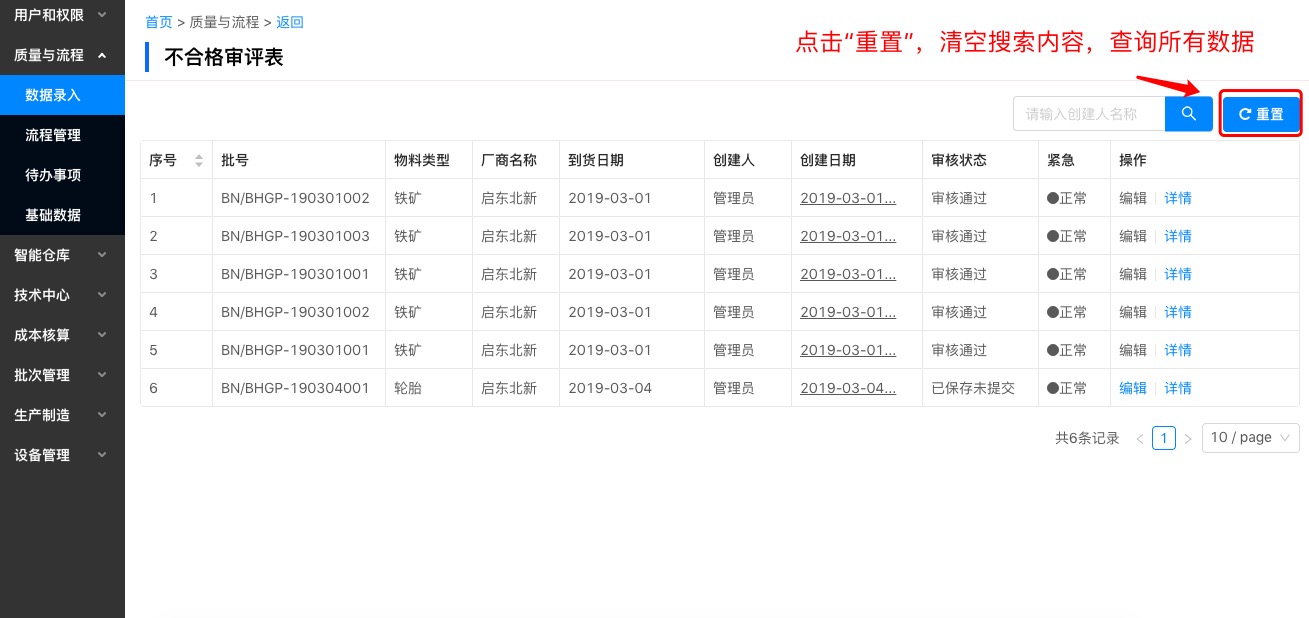 用户和权限
质量与流程
数据录入
流程管理
待办事项
基础数据
智能仓库
技术中心
成本核算
批次管理
生产制造
设备管理
首页 > 质量与流程 > 返回
不合格审评表
点击“重置”，清空搜索内容，查询所有数据
请输入创建人名称
重置
序号 批号 物料类型 厂商名称 到货日期 创建人 创建日期 审核状态 紧急 操作
1 BN/BHGP-190301002 铁矿 启东北新 2019-03-01 管理员 2019-03-01... 审核通过 正常 编辑 详情
2 BN/BHGP-190301003 铁矿 启东北新 2019-03-01 管理员 2019-03-01... 审核通过 正常 编辑 详情
3 BN/BHGP-190301001 铁矿 启东北新 2019-03-01 管理员 2019-03-01... 审核通过 正常 编辑 详情
4 BN/BHGP-190301002 铁矿 启东北新 2019-03-01 管理员 2019-03-01... 审核通过 正常 编辑 详情
5 BN/BHGP-190301001 铁矿 启东北新 2019-03-01 管理员 2019-03-01... 审核通过 正常 编辑 详情
6 BN/BHGP-190304001 轮胎 启东北新 2019-03-04 管理员 2019-03-04... 已保存未提交 正常 编辑 详情
共6条记录 < 1 > 10 / page